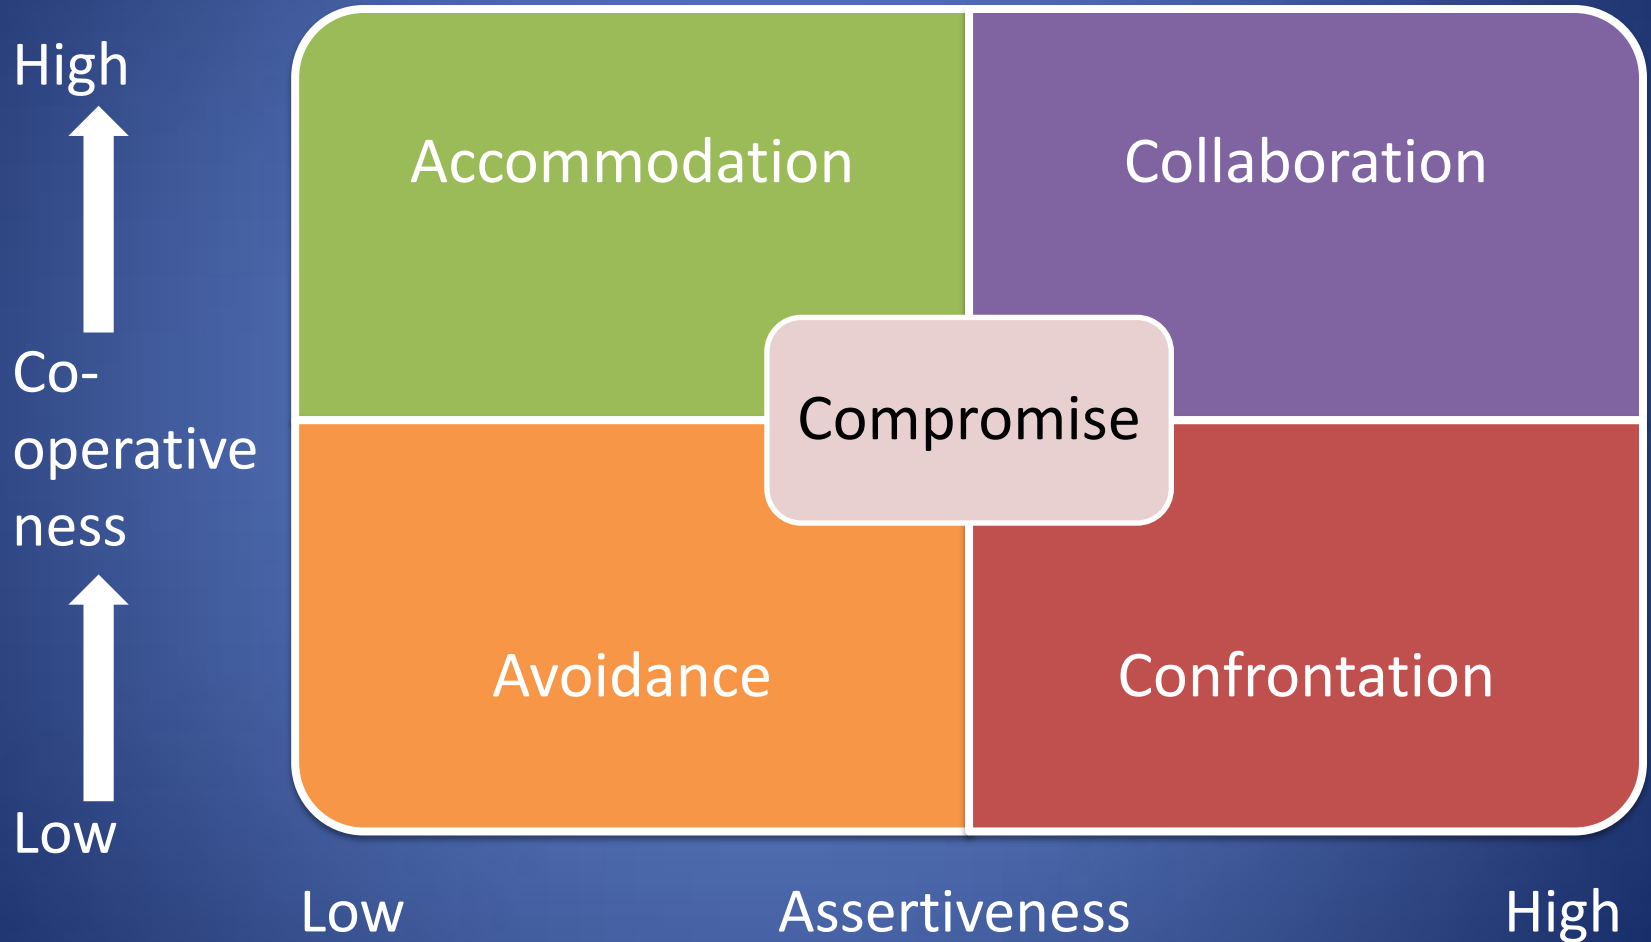 High
Accommodation
Collaboration
Co-
operative
ness
Compromise
Avoidance
Confrontation
Low
Low
Assertiveness
High